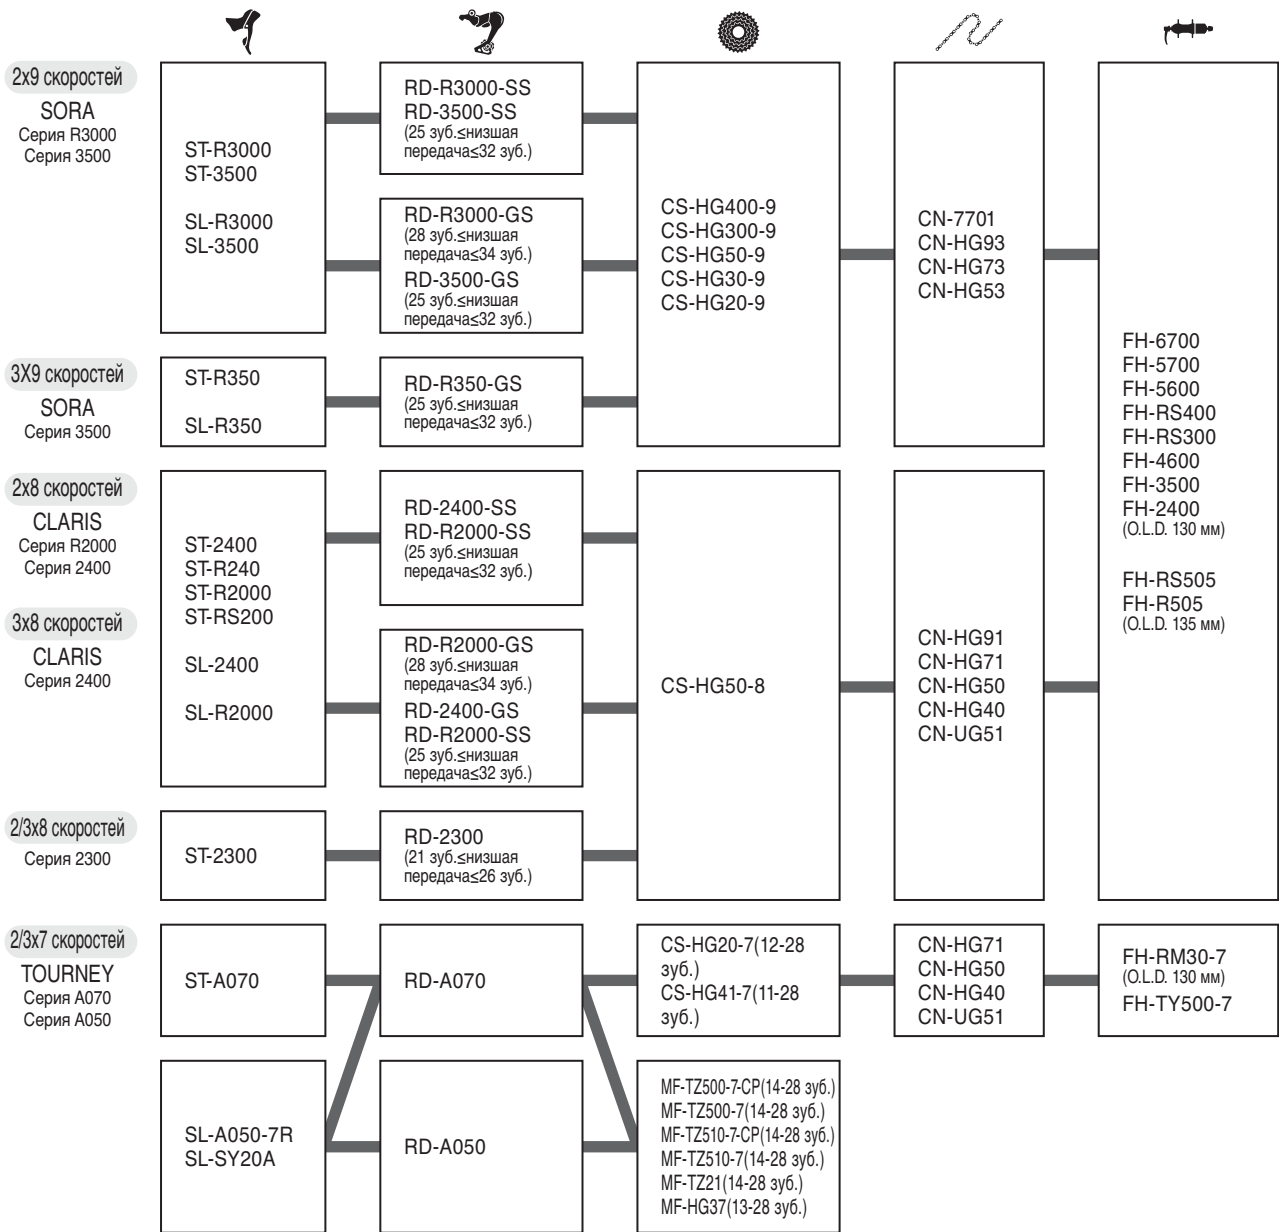 2x9 скоростей
SORA
Серия R3000
Серия 3500
ST-R3000
ST-3500
SL-R3000
SL-3500
RD-R3000-SS
RD-3500-SS
(25 зуб.≤низшая
передача≤32 зуб.)
RD-R3000-GS
(28 зуб.≤низшая
передача≤34 зуб.)
RD-3500-GS
(25 зуб.≤низшая
передача≤32 зуб.)
CS-HG400-9
CS-HG300-9
CS-HG50-9
CS-HG30-9
CS-HG20-9
CN-7701
CN-HG93
CN-HG73
CN-HG53
FH-6700
FH-5700
FH-5600
FH-RS400
FH-RS300
FH-4600
FH-3500
FH-2400
(O.L.D. 130 мм)
FH-RS505
FH-R505
(O.L.D. 135 мм)
3X9 скоростей
SORA
Серия 3500
ST-R350
SL-R350
RD-R350-GS
(25 зуб.≤низшая
передача≤32 зуб.)
2x8 скоростей
CLARIS
Серия R2000
Серия 2400
3x8 скоростей
CLARIS
Серия 2400
ST-2400
ST-R240
ST-R2000
ST-RS200
SL-2400
SL-R2000
RD-2400-SS
RD-R2000-SS
(25 зуб.≤низшая
передача≤32 зуб.)
RD-R2000-GS
(28 зуб.≤низшая
передача≤34 зуб.)
RD-2400-GS
RD-R2000-SS
(25 зуб.≤низшая
передача≤32 зуб.)
CS-HG50-8
CN-HG91
CN-HG71
CN-HG50
CN-HG40
CN-UG51
2/3x8 скоростей
Серия 2300
ST-2300
RD-2300
(21 зуб.≤низшая
передача≤26 зуб.)
2/3x7 скоростей
TOURNEY
Серия A070
Серия A050
ST-A070
RD-A070
CS-HG20-7(12-28
зуб.)
CS-HG41-7(11-28
зуб.)
CN-HG71
CN-HG50
CN-HG40
CN-UG51
FH-RM30-7
(O.L.D. 130 мм)
FH-TY500-7
SL-A050-7R
SL-SY20A
RD-A050
MF-TZ500-7-CP(14-28 зуб.)
MF-TZ500-7(14-28 зуб.)
MF-TZ510-7-CP(14-28 зуб.)
MF-TZ510-7(14-28 зуб.)
MF-TZ21(14-28 зуб.)
MF-HG37(13-28 зуб.)